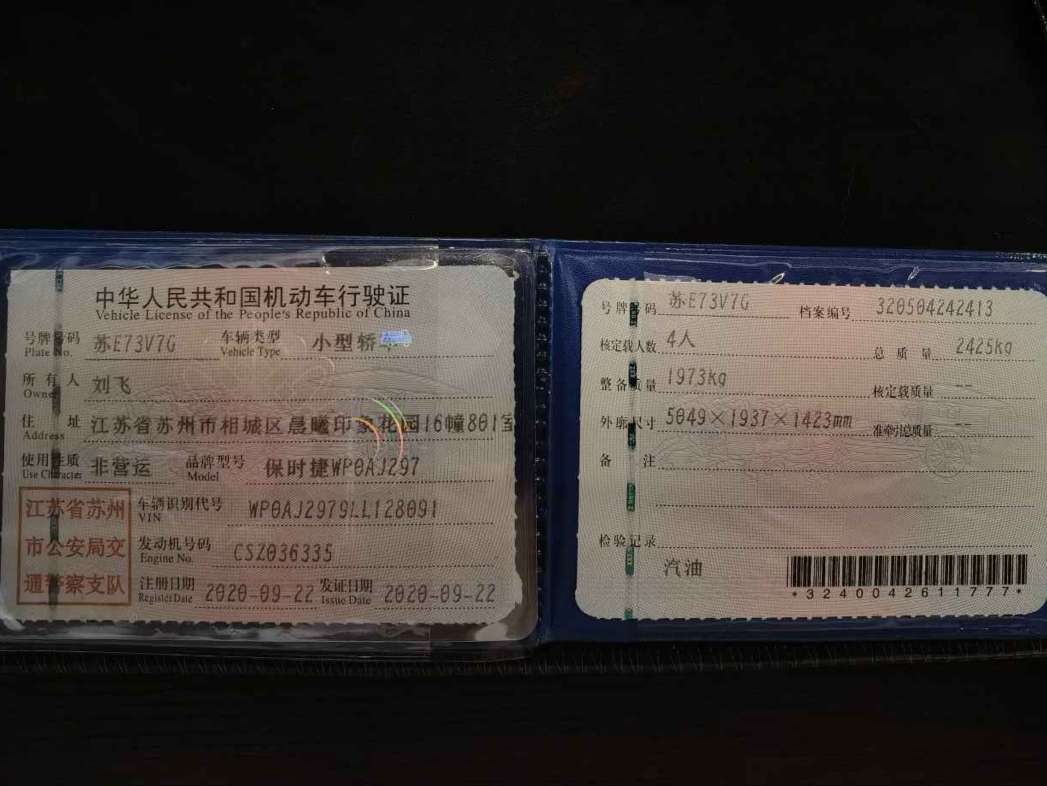 中华人民共和国机动车行驶证
Vehicle License of the People's Republic of China
号牌号码 苏E73V7G 车辆类型 小型轿车
Plate No. Vehicle Type
所有人 刘飞
Owner
住址 江苏省苏州市相城区晨曦印象花园16幢801室
Address
使用性质 非营运 品牌型号 保时捷WP0AJ297
Use Character Model
江苏省苏州
市公安局交
通警察支队
车辆识别代号 WP0AJ2979LL128091
VIN
发动机号码 CSZ036335
Engine No.
注册日期 2020-09-22 发证日期 2020-09-22
Register Date Issue Date
号牌号码 苏E73V7G 档案编号 320504242413
核定载人数 4人 总质量 2425kg
整备质量 1973kg 核定载质量 --
外廓尺寸 5049×1937×1423mm 准牵引总质量 --
备注
检验记录
汽油
*3240042611777*